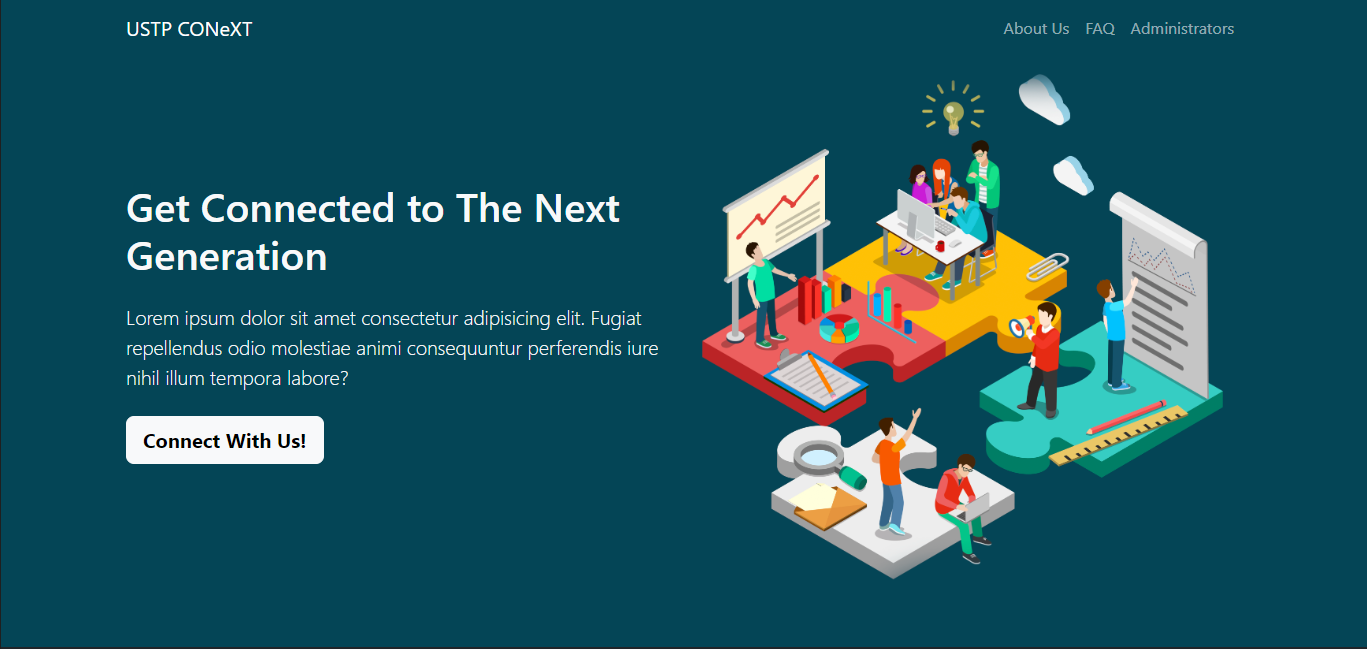 USTP CONeXT
About Us FAQ Administrators
Get Connected to The Next
Generation
Lorem ipsum dolor sit amet consectetur adipisicing elit. Fugiat
repellendus odio molestiae animi consequuntur perferendis iure
nihil illum tempora labore?
Connect With Us!